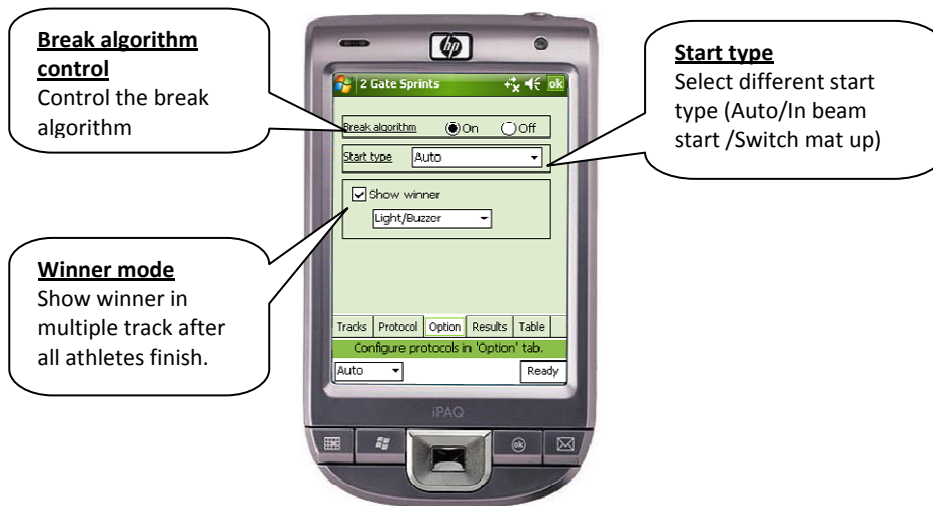 Break algorithm
control
Control the break
algorithm
Start type
Select different start
type (Auto/In beam
start /Switch mat up)
Winner mode
Show winner in
multiple track after
all athletes finish.
hp
2 Gate Sprints
ok
Break algorithm On Off
Start type Auto
Show winner
Light/Buzzer
Tracks Protocol Option Results Table
Configure protocols in 'Option' tab.
Auto Ready
iPAQ
ok